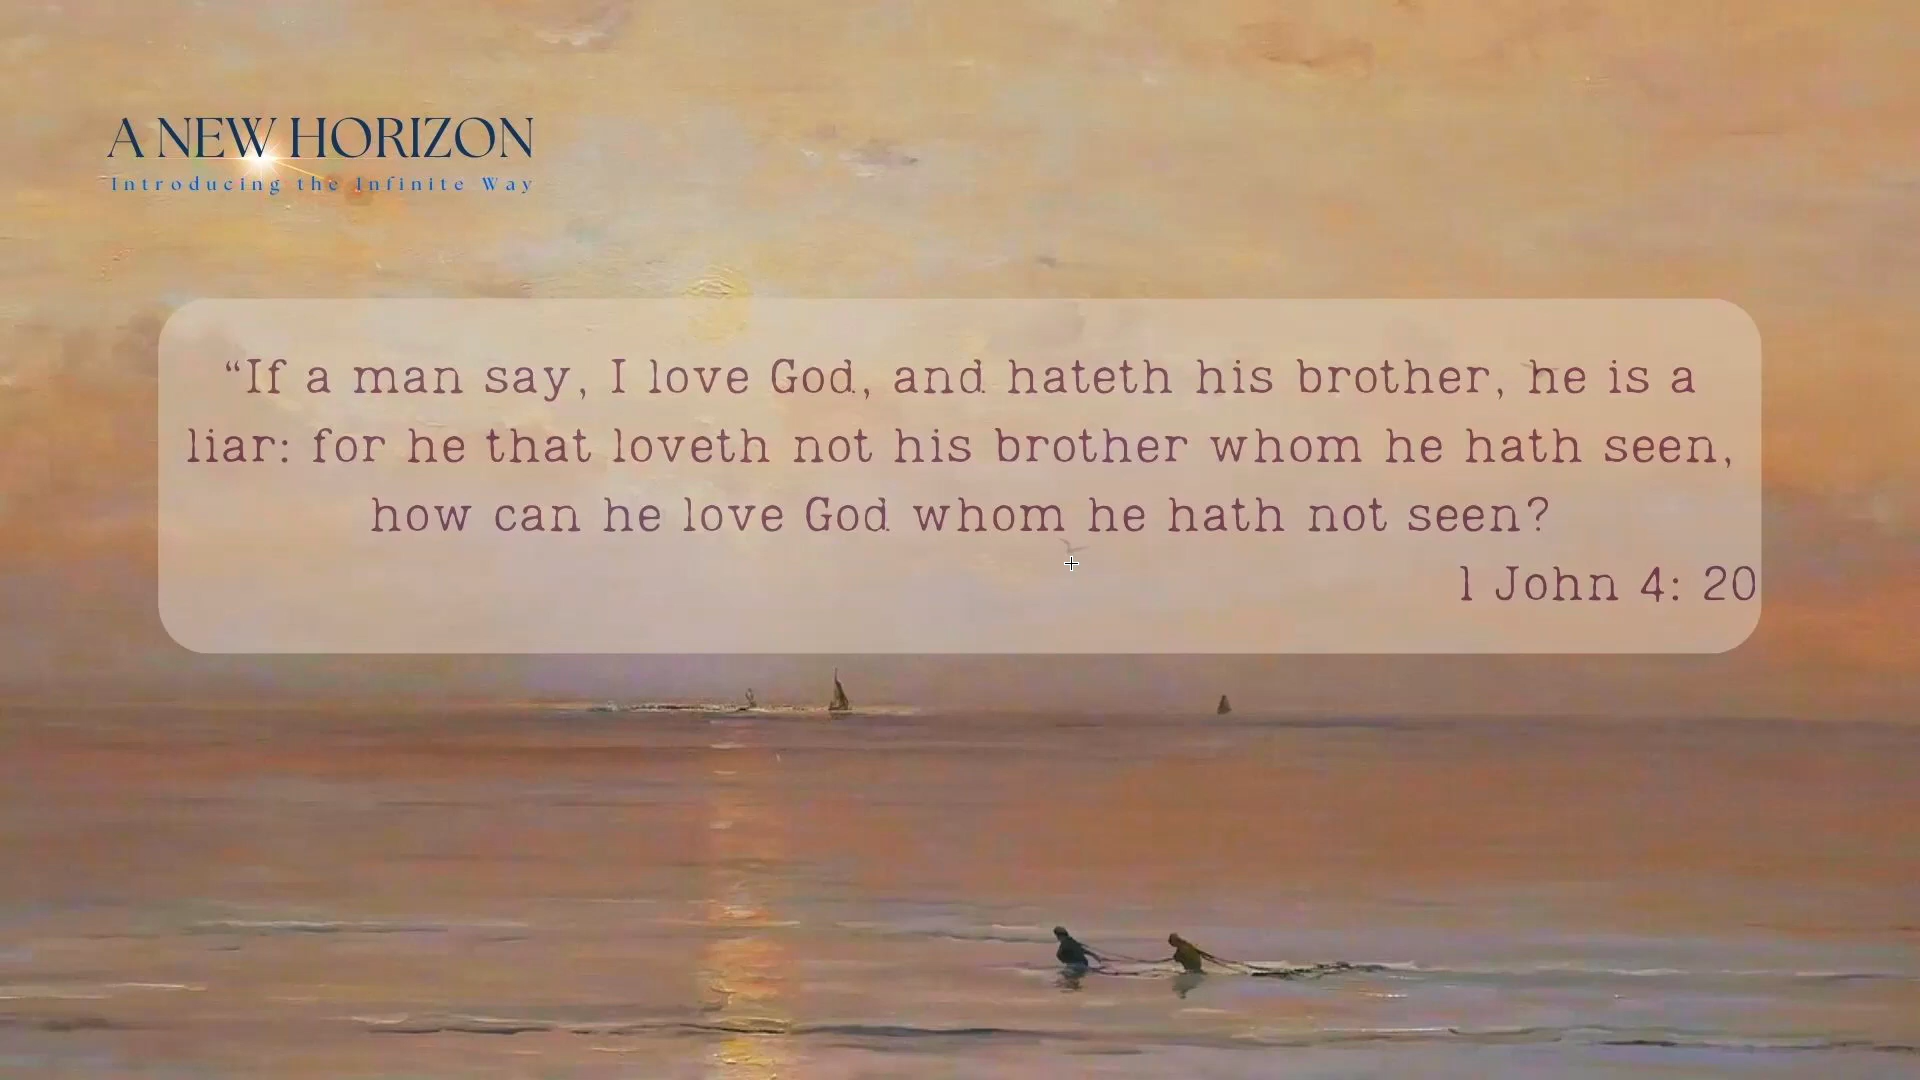 A NEW HORIZON
Introducing the Infinite Way
“If a man say, I love God, and hateth his brother, he is a
liar: for he that loveth not his brother whom he hath seen,
how can he love God whom he hath not seen?
1 John 4: 20